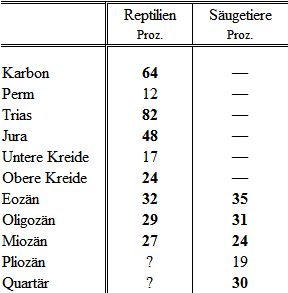 Reptilien Säugetiere
Proz. Proz.
Karbon 64 —
Perm 12 —
Trias 82 —
Jura 48 —
Untere Kreide 17 —
Obere Kreide 24 —
Eozän 32 35
Oligozän 29 31
Miozän 27 24
Pliozän ? 19
Quartär ? 30